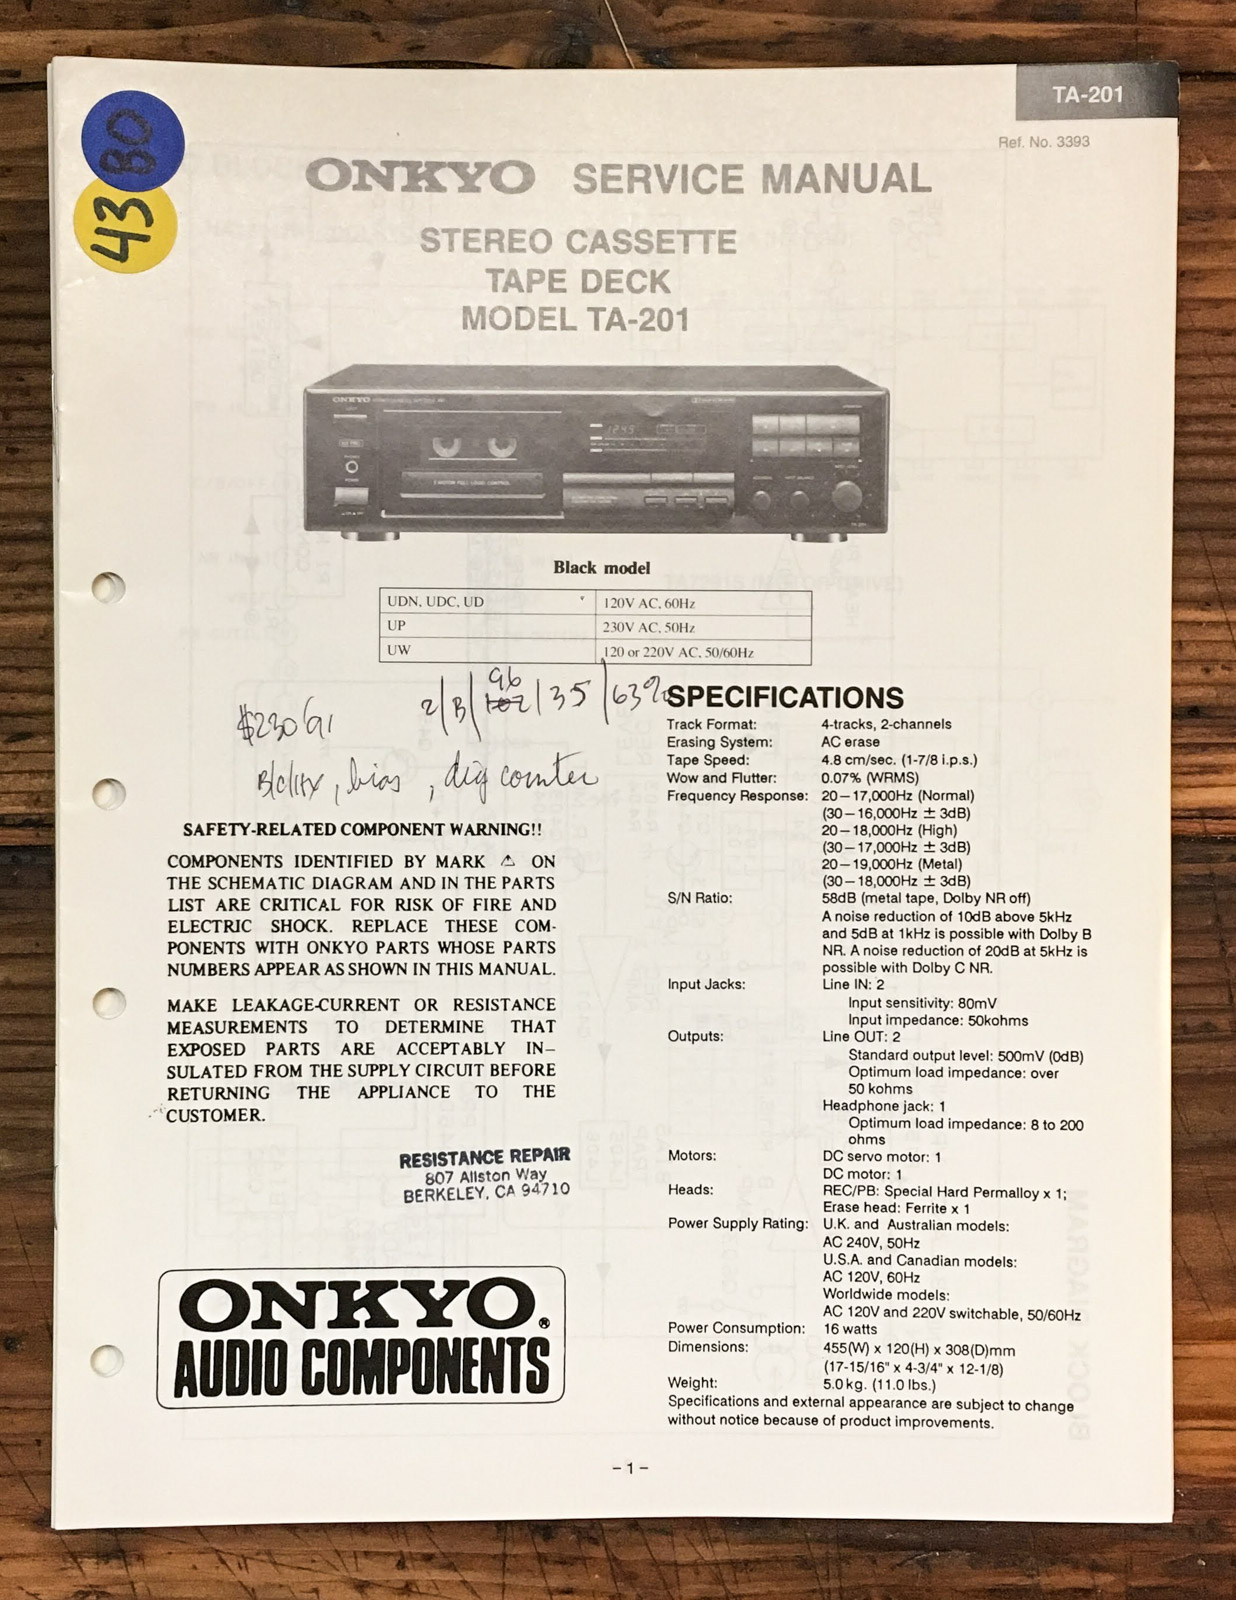 TA-201
Ref. No. 3393
80
43
ONKYO SERVICE MANUAL
STEREO CASSETTE
TAPE DECK
MODEL TA-201
ONKYO
Black model
UDN, UDC, UD 120V AC, 60Hz
UP 230V AC, 50Hz
UW 120 or 220V AC, 50/60Hz
$230 '91
2/B/102/35/63%
96
B/C/HX, bias, dig counter
SAFETY-RELATED COMPONENT WARNING!!
COMPONENTS IDENTIFIED BY MARK ⚠ ON
THE SCHEMATIC DIAGRAM AND IN THE PARTS
LIST ARE CRITICAL FOR RISK OF FIRE AND
ELECTRIC SHOCK. REPLACE THESE COM-
PONENTS WITH ONKYO PARTS WHOSE PARTS
NUMBERS APPEAR AS SHOWN IN THIS MANUAL.
MAKE LEAKAGE-CURRENT OR RESISTANCE
MEASUREMENTS TO DETERMINE THAT
EXPOSED PARTS ARE ACCEPTABLY IN-
SULATED FROM THE SUPPLY CIRCUIT BEFORE
RETURNING THE APPLIANCE TO THE
CUSTOMER.
RESISTANCE REPAIR
807 Allston Way
BERKELEY, CA 94710
ONKYO®
AUDIO COMPONENTS
SPECIFICATIONS
Track Format: 4-tracks, 2-channels
Erasing System: AC erase
Tape Speed: 4.8 cm/sec. (1-7/8 i.p.s.)
Wow and Flutter: 0.07% (WRMS)
Frequency Response: 20–17,000Hz (Normal)
(30–16,000Hz ± 3dB)
20–18,000Hz (High)
(30–17,000Hz ± 3dB)
20–19,000Hz (Metal)
(30–18,000Hz ± 3dB)
S/N Ratio: 58dB (metal tape, Dolby NR off)
A noise reduction of 10dB above 5kHz
and 5dB at 1kHz is possible with Dolby B
NR. A noise reduction of 20dB at 5kHz is
possible with Dolby C NR.
Input Jacks: Line IN: 2
Input sensitivity: 80mV
Input impedance: 50kohms
Outputs: Line OUT: 2
Standard output level: 500mV (0dB)
Optimum load impedance: over
50 kohms
Headphone jack: 1
Optimum load impedance: 8 to 200
ohms
Motors: DC servo motor: 1
DC motor: 1
Heads: REC/PB: Special Hard Permalloy x 1;
Erase head: Ferrite x 1
Power Supply Rating: U.K. and Australian models:
AC 240V, 50Hz
U.S.A. and Canadian models:
AC 120V, 60Hz
Worldwide models:
AC 120V and 220V switchable, 50/60Hz
Power Consumption: 16 watts
Dimensions: 455(W) x 120(H) x 308(D)mm
(17-15/16" x 4-3/4" x 12-1/8)
Weight: 5.0 kg. (11.0 lbs.)
Specifications and external appearance are subject to change
without notice because of product improvements.
– 1 –